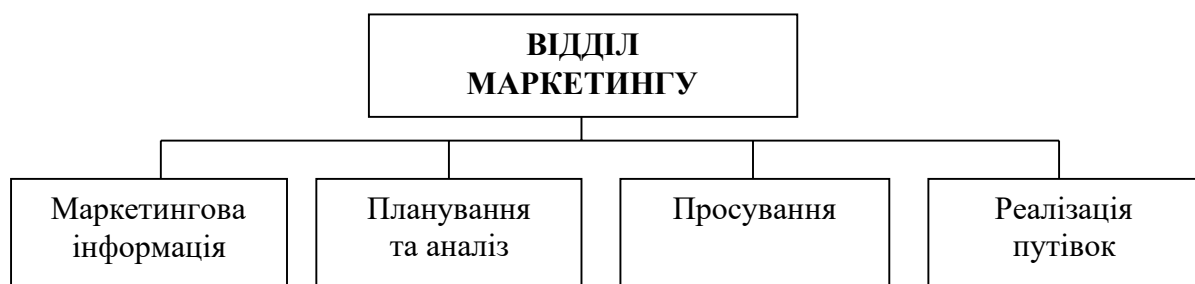 ВІДДІЛ
МАРКЕТИНГУ
Маркетингова
інформація
Планування
та аналіз
Просування
Реалізація
путівок